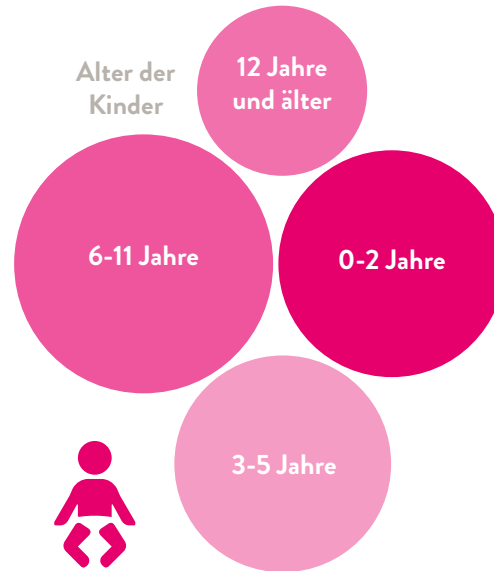 Alter der
Kinder
12 Jahre
und älter
6-11 Jahre
0-2 Jahre
3-5 Jahre